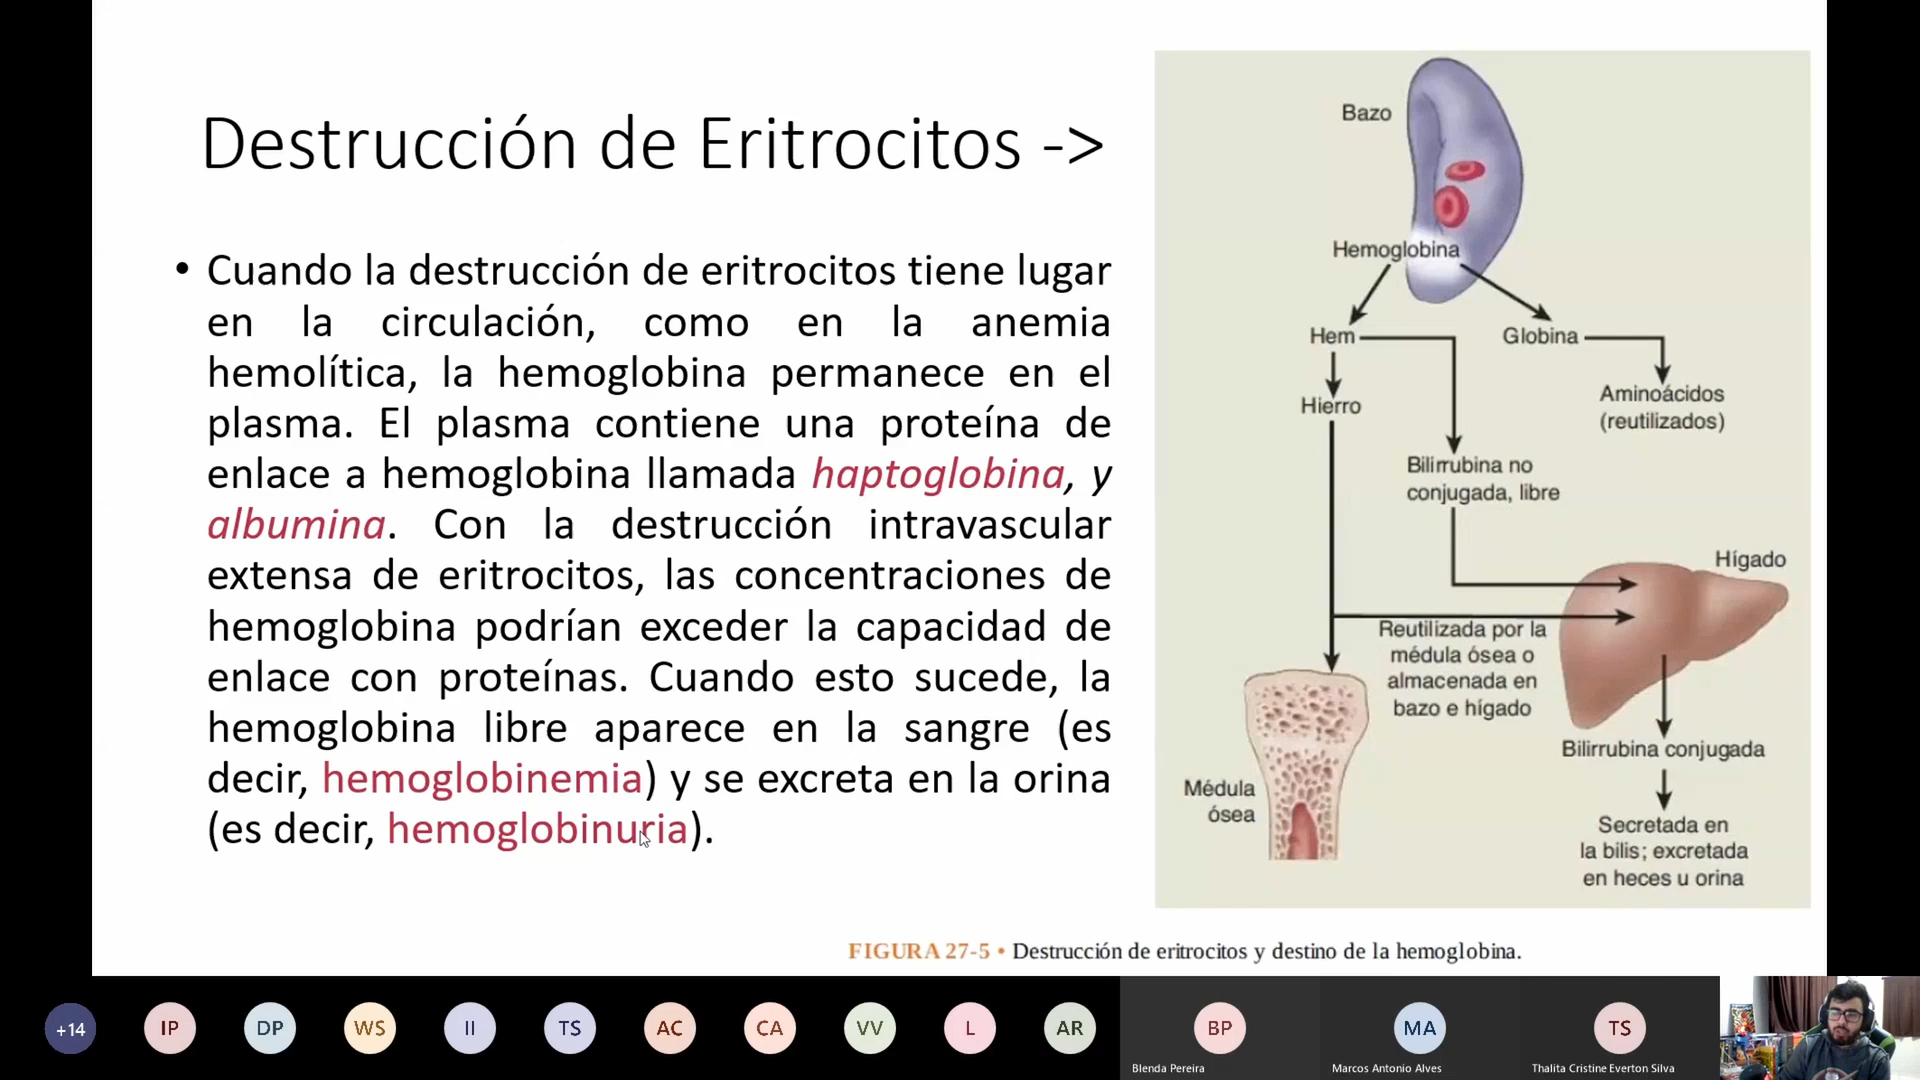 Destrucción de Eritrocitos ->
• Cuando la destrucción de eritrocitos tiene lugar
en la circulación, como en la anemia
hemolítica, la hemoglobina permanece en el
plasma. El plasma contiene una proteína de
enlace a hemoglobina llamada haptoglobina, y
albumina. Con la destrucción intravascular
extensa de eritrocitos, las concentraciones de
hemoglobina podrían exceder la capacidad de
enlace con proteínas. Cuando esto sucede, la
hemoglobina libre aparece en la sangre (es
decir, hemoglobinemia) y se excreta en la orina
(es decir, hemoglobinuria).
Bazo
Hemoglobina
Hem
Globina
Hierro
Aminoácidos
(reutilizados)
Bilirrubina no
conjugada, libre
Hígado
Reutilizada por la
médula ósea o
almacenada en
bazo e hígado
Médula
ósea
Bilirrubina conjugada
Secretada en
la bilis; excretada
en heces u orina
FIGURA 27-5 • Destrucción de eritrocitos y destino de la hemoglobina.
+14
IP
DP
WS
II
TS
AC
CA
VV
L
AR
BP
MA
TS
Blenda Pereira
Marcos Antonio Alves
Thalita Cristine Everton Silva